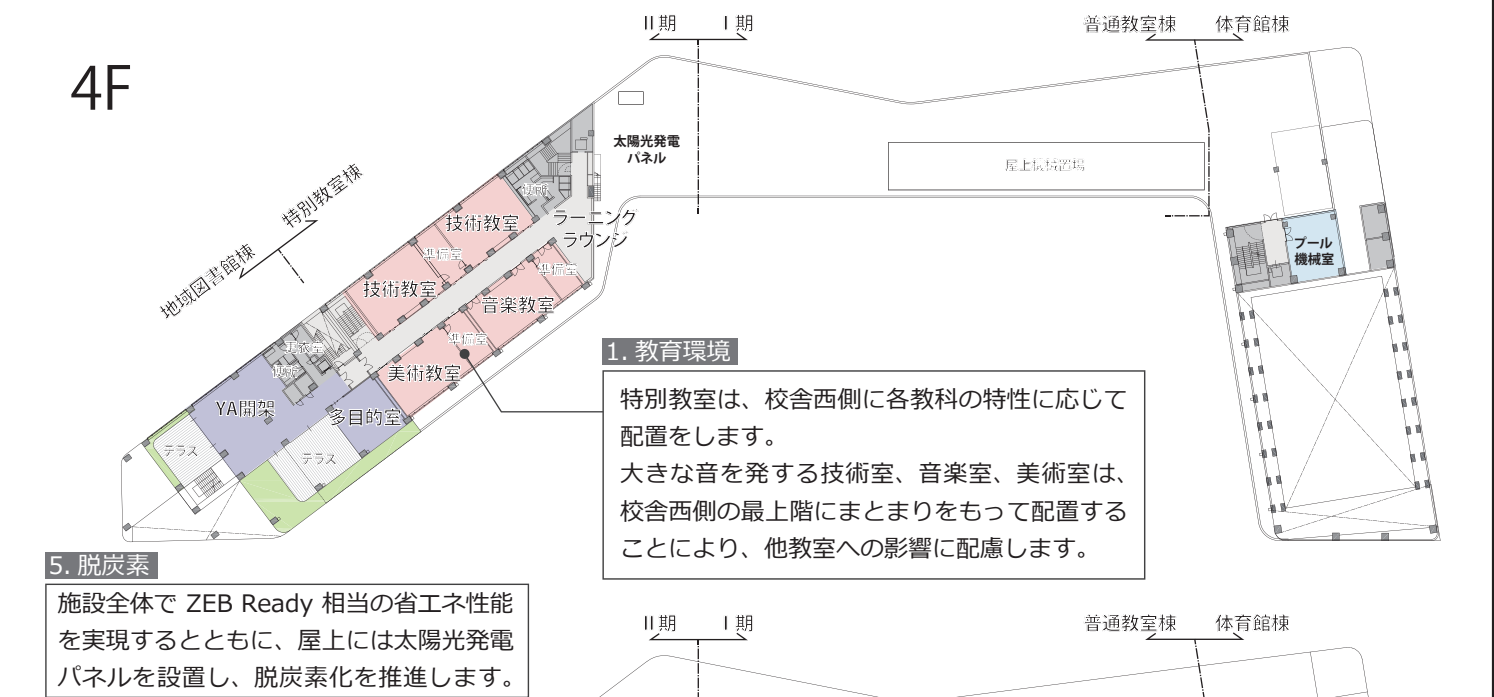 4F
II期 I期
普通教室棟 体育館棟
太陽光発電
パネル
屋上機械置場
特別教室棟
地域図書館棟
便所
技術教室
ラーニング
ラウンジ
準備室
準備室
技術教室
音楽教室
プール
機械室
更衣室
便所
準備室
美術教室
YA開架
多目的室
テラス
テラス
1. 教育環境
特別教室は、校舎西側に各教科の特性に応じて
配置をします。
大きな音を発する技術室、音楽室、美術室は、
校舎西側の最上階にまとまりをもって配置する
ことにより、他教室への影響に配慮します。
5. 脱炭素
施設全体で ZEB Ready 相当の省エネ性能
を実現するとともに、屋上には太陽光発電
パネルを設置し、脱炭素化を推進します。
II期 I期
普通教室棟 体育館棟